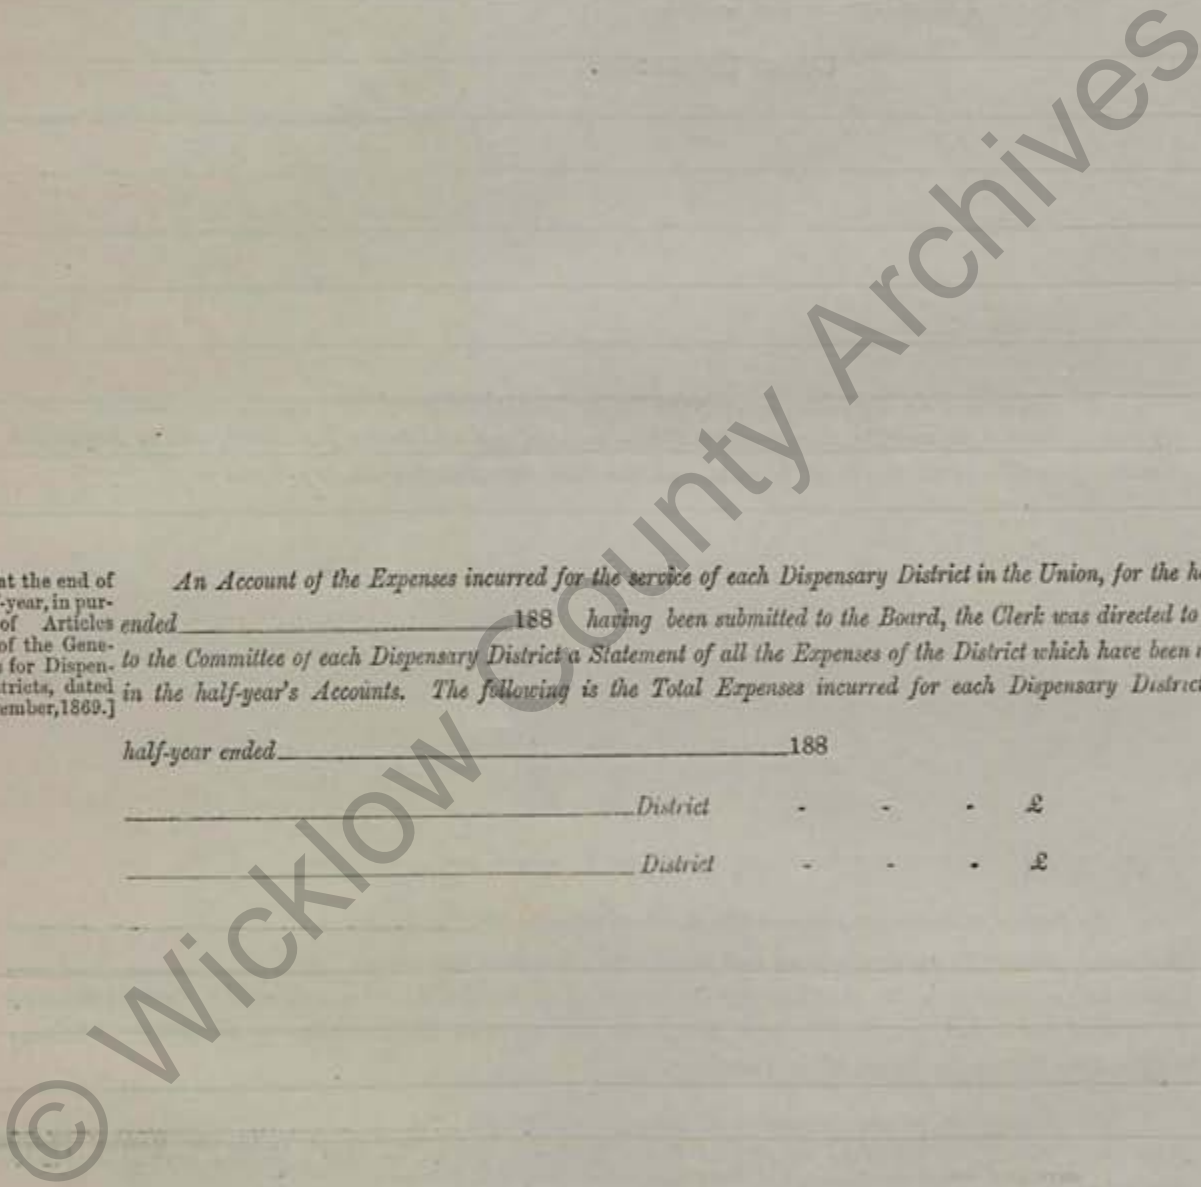 at the end of
-year, in pur-
of Articles
of the Gene-
for Dispen-
tricts, dated
ember, 1869.]
An Account of the Expenses incurred for the service of each Dispensary District in the Union, for the h
ended 188 having been submitted to the Board, the Clerk was directed to
to the Committee of each Dispensary District a Statement of all the Expenses of the District which have been
in the half-year's Accounts. The following is the Total Expenses incurred for each Dispensary District
half-year ended 188
District - - - £
District - - - £
© Wicklow County Archives